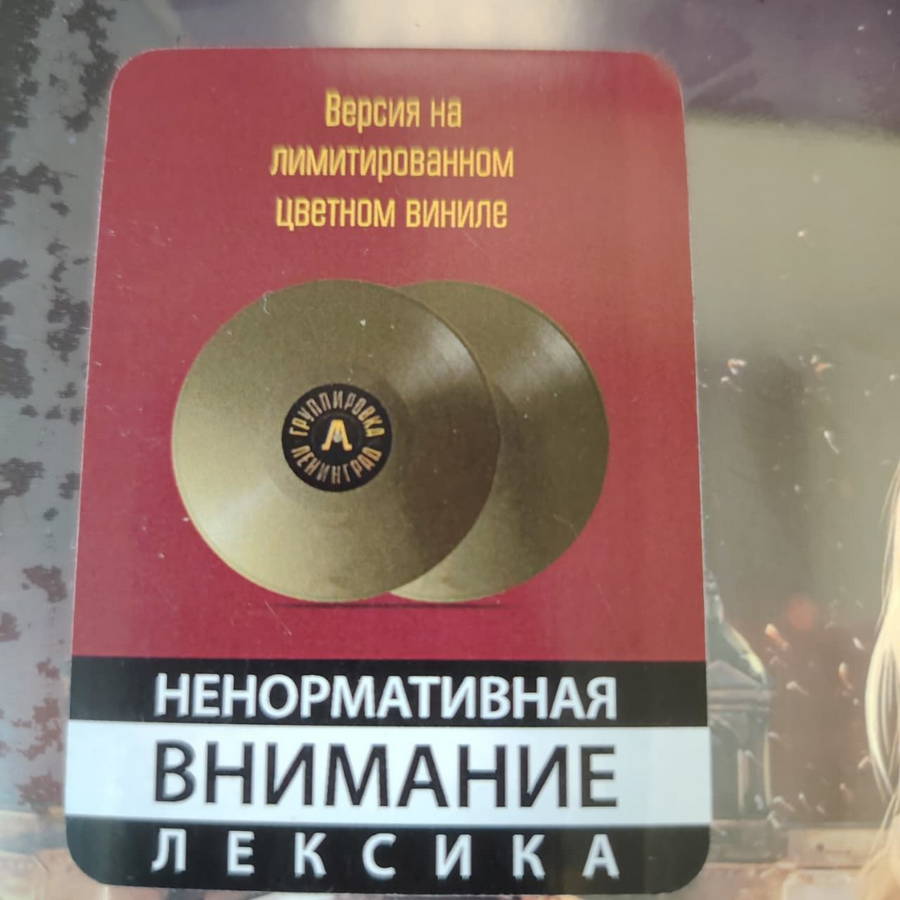 Версия на
лимитированном
цветном виниле
ГРУППИРОВКА
Л
ЛЕНИНГРАД
НЕНОРМАТИВНАЯ
ВНИМАНИЕ
ЛЕКСИКА